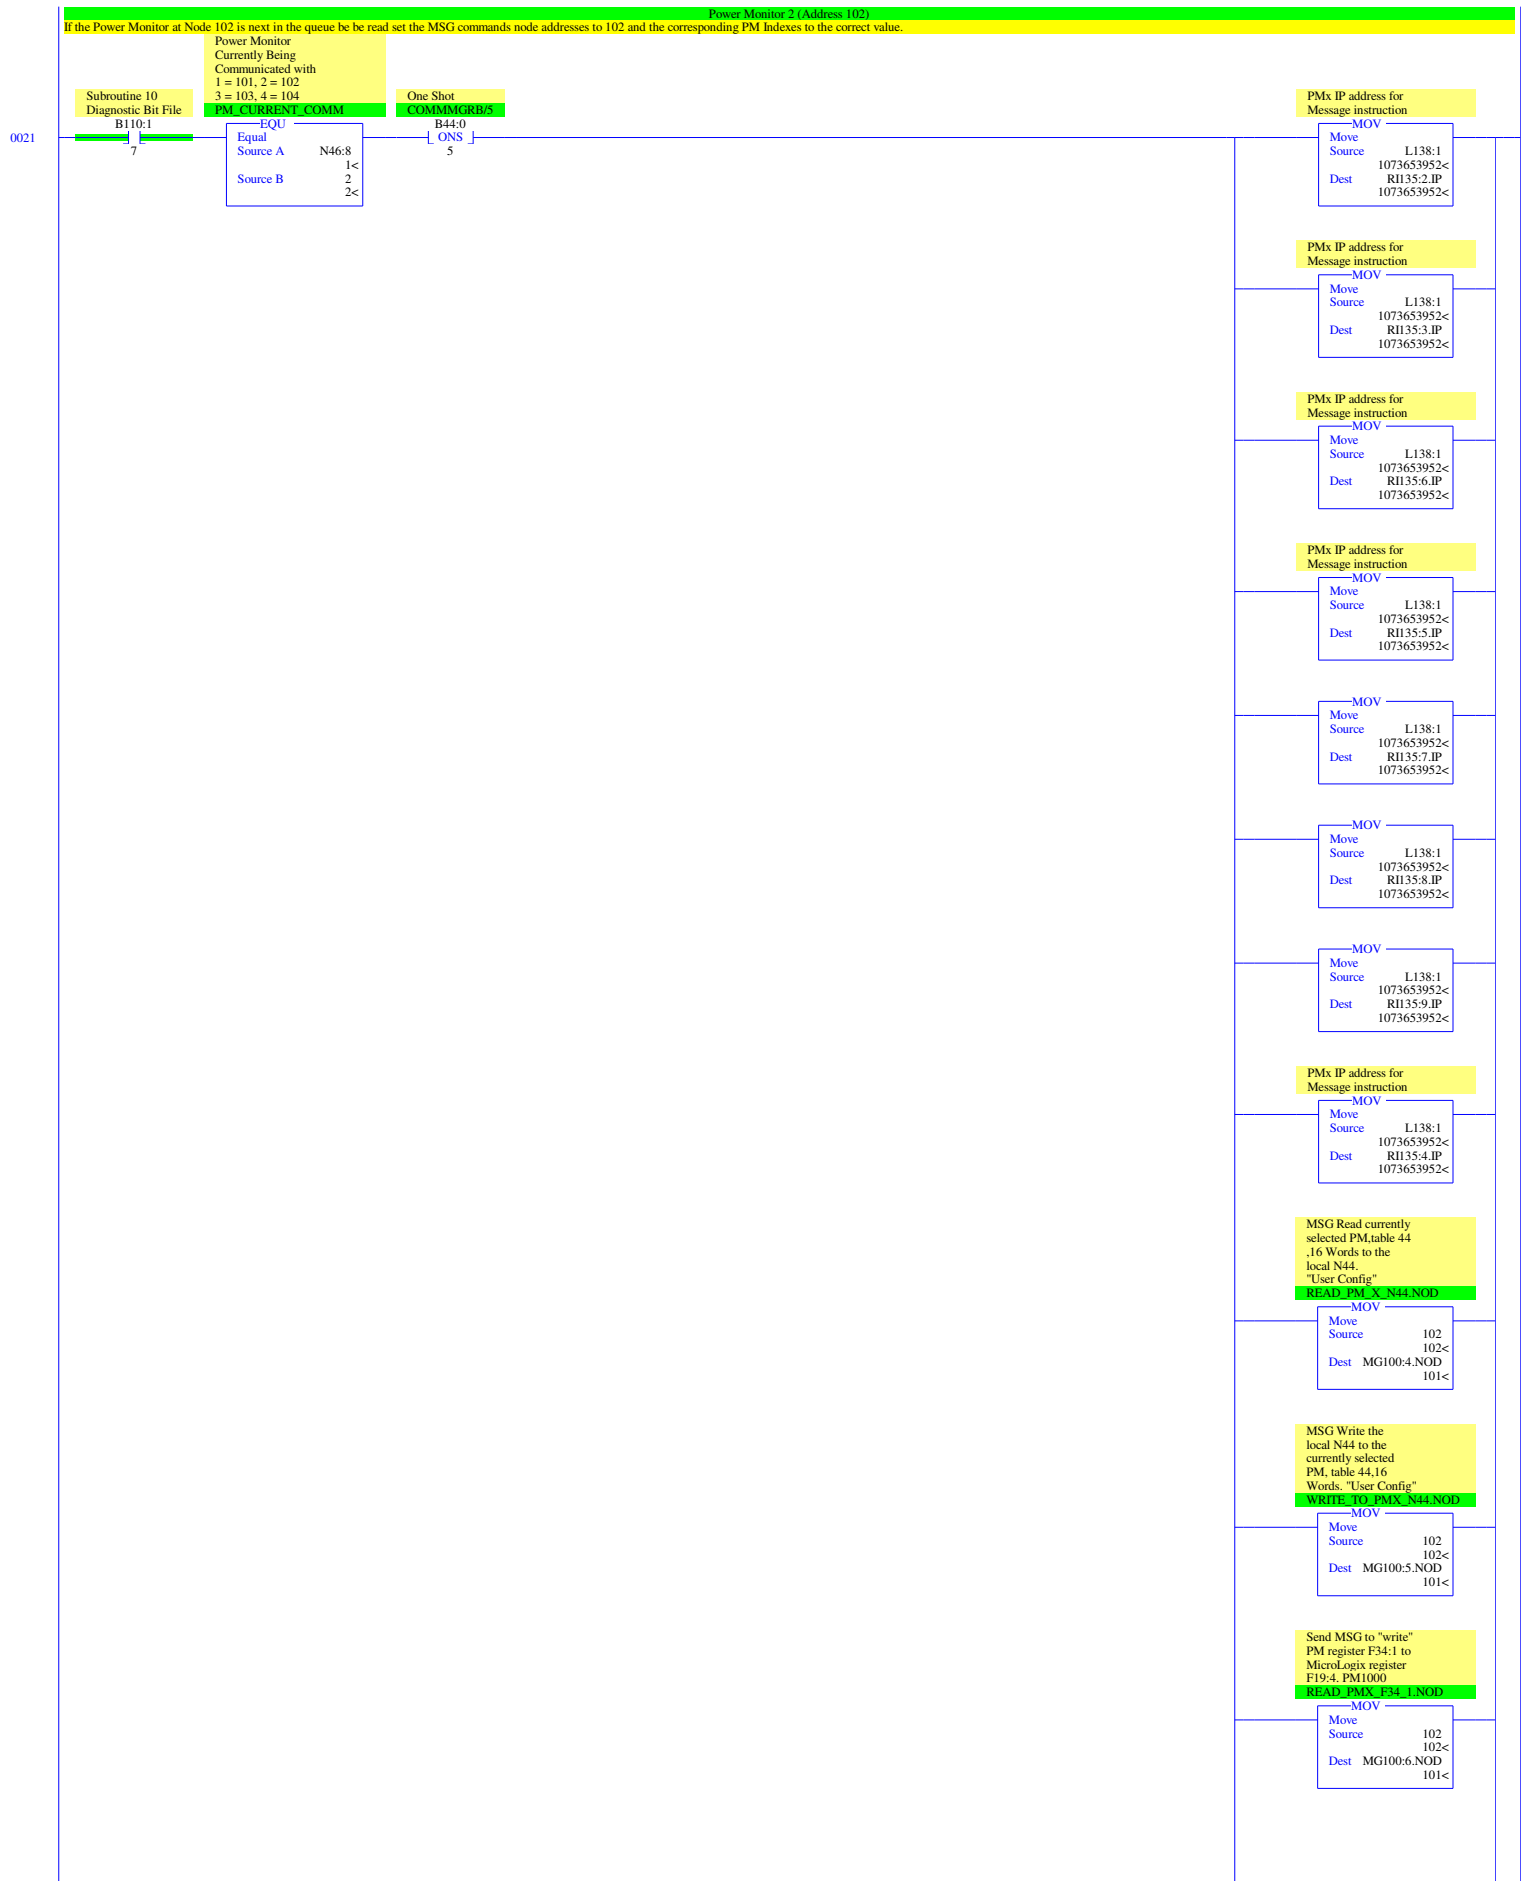 Power Monitor 2 (Address 102)
If the Power Monitor at Node 102 is next in the queue be be read set the MSG commands node addresses to 102 and the corresponding PM Indexes to the correct value.
0021
Subroutine 10
Diagnostic Bit File
B110:1
7
Power Monitor
Currently Being
Communicated with
1 = 101, 2 = 102
3 = 103, 4 = 104
PM_CURRENT_COMM
EQU
Equal
Source A N46:8
1<
Source B 2
2<
One Shot
COMMMGRB/5
B44:0
ONS
5
PMx IP address for
Message instruction
MOV
Move
Source L138:1
1073653952<
Dest RI135:2.IP
1073653952<
PMx IP address for
Message instruction
MOV
Move
Source L138:1
1073653952<
Dest RI135:3.IP
1073653952<
PMx IP address for
Message instruction
MOV
Move
Source L138:1
1073653952<
Dest RI135:6.IP
1073653952<
PMx IP address for
Message instruction
MOV
Move
Source L138:1
1073653952<
Dest RI135:5.IP
1073653952<
MOV
Move
Source L138:1
1073653952<
Dest RI135:7.IP
1073653952<
MOV
Move
Source L138:1
1073653952<
Dest RI135:8.IP
1073653952<
MOV
Move
Source L138:1
1073653952<
Dest RI135:9.IP
1073653952<
PMx IP address for
Message instruction
MOV
Move
Source L138:1
1073653952<
Dest RI135:4.IP
1073653952<
MSG Read currently
selected PM,table 44
,16 Words to the
local N44.
"User Config"
READ_PM_X_N44.NOD
MOV
Move
Source 102
102<
Dest MG100:4.NOD
101<
MSG Write the
local N44 to the
currently selected
PM, table 44,16
Words. "User Config"
WRITE_TO_PMX_N44.NOD
MOV
Move
Source 102
102<
Dest MG100:5.NOD
101<
Send MSG to "write"
PM register F34:1 to
MicroLogix register
F19:4. PM1000
READ_PMX_F34_1.NOD
MOV
Move
Source 102
102<
Dest MG100:6.NOD
101<